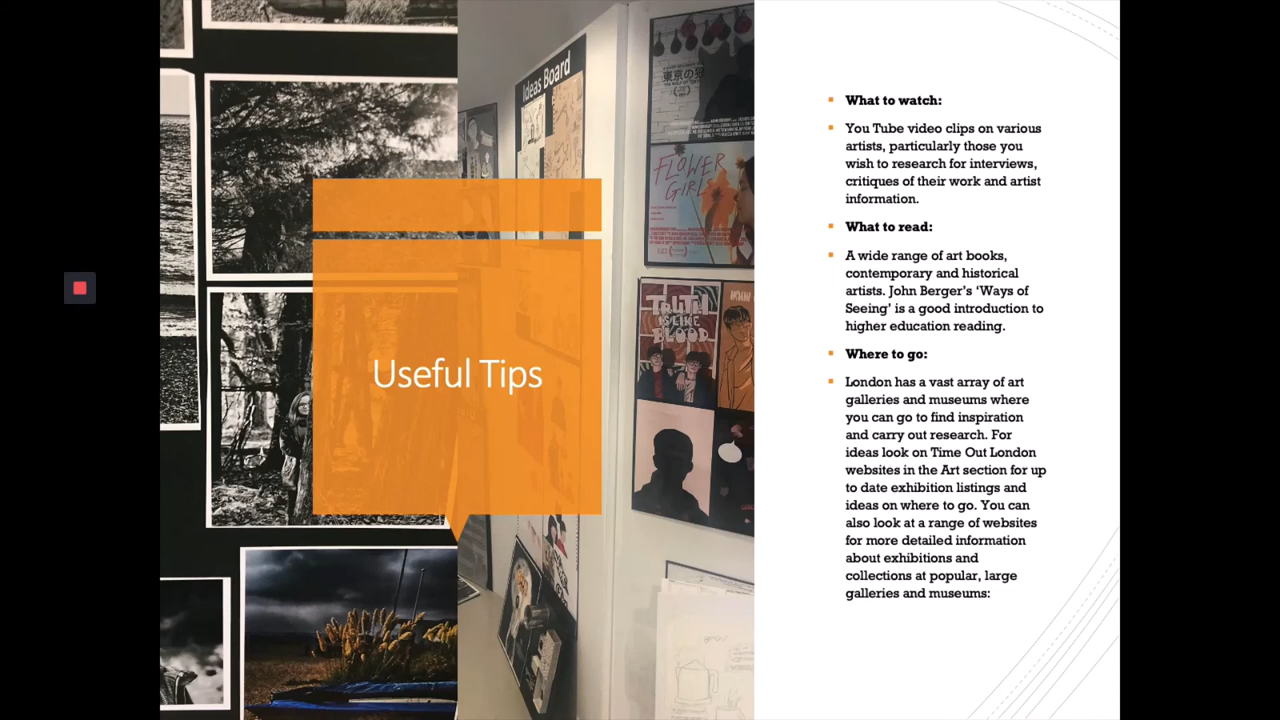 Ideas Board
東京の
FLOWER
GIRL
TRUTH
IS LIKE
BLOOD
Useful Tips
What to watch:
You Tube video clips on various
artists, particularly those you
wish to research for interviews,
critiques of their work and artist
information.
What to read:
A wide range of art books,
contemporary and historical
artists. John Berger's ‘Ways of
Seeing’ is a good introduction to
higher education reading.
Where to go:
London has a vast array of art
galleries and museums where
you can go to find inspiration
and carry out research. For
ideas look on Time Out London
websites in the Art section for up
to date exhibition listings and
ideas on where to go. You can
also look at a range of websites
for more detailed information
about exhibitions and
collections at popular, large
galleries and museums: